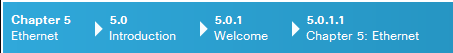 Chapter 5 5.0 5.0.1 5.0.1.1
Ethernet Introduction Welcome Chapter 5: Ethernet